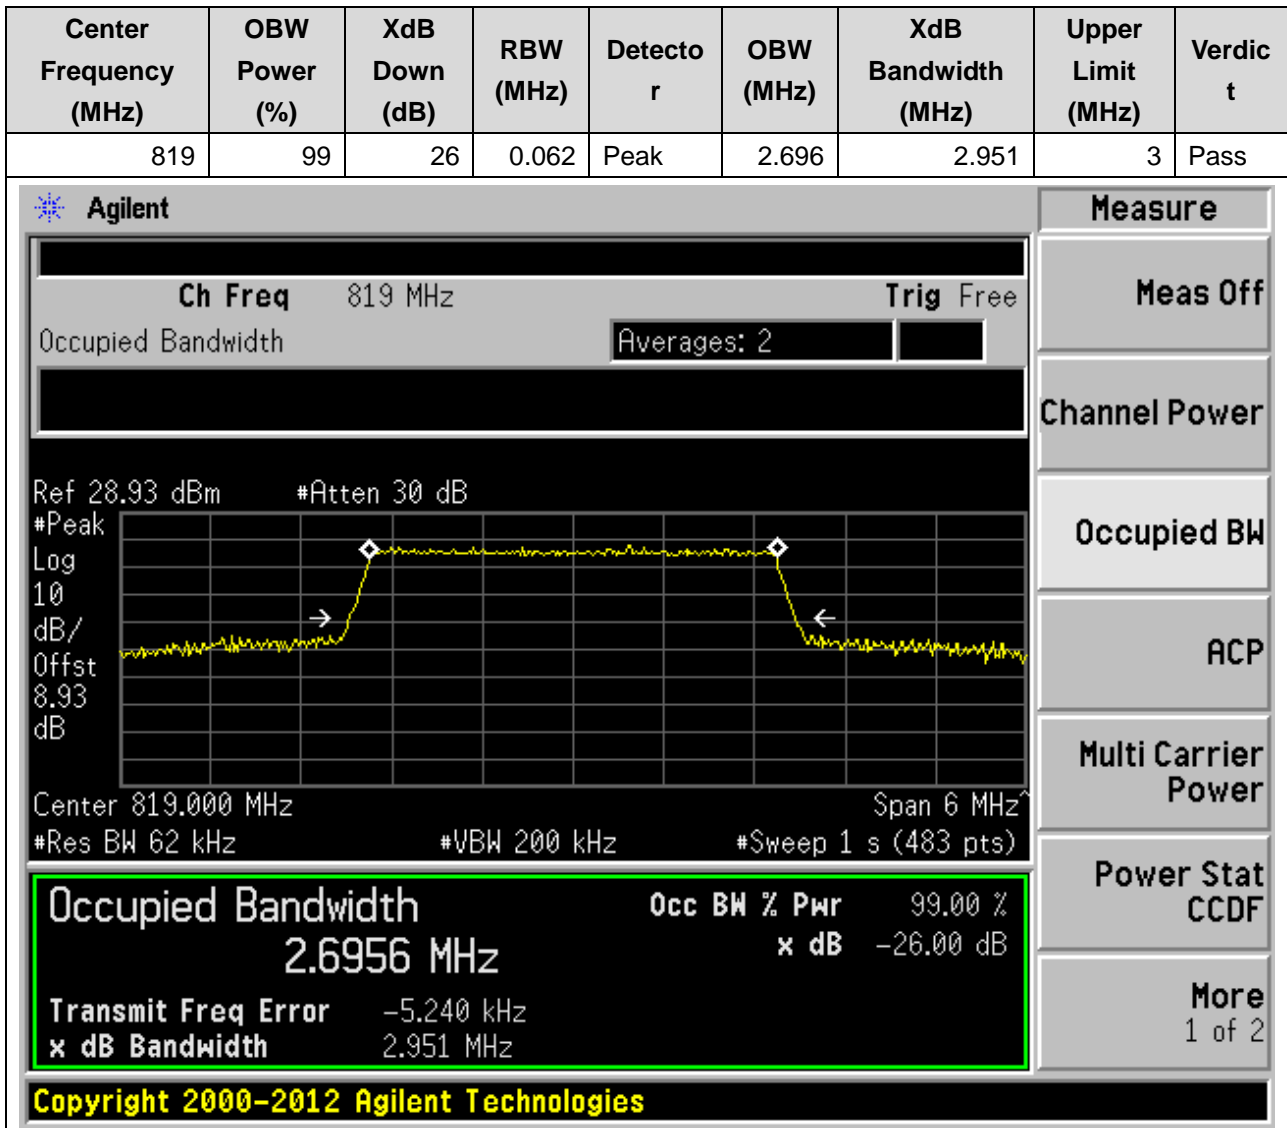 Center Frequency (MHz) OBW Power (%) XdB Down (dB) RBW (MHz) Detecto r OBW (MHz) XdB Bandwidth (MHz) Upper Limit (MHz) Verdic t
819 99 26 0.062 Peak 2.696 2.951 3 Pass
Agilent
Measure
Ch Freq 819 MHz Trig Free
Meas Off
Occupied Bandwidth Averages: 2
Channel Power
Ref 28.93 dBm #Atten 30 dB
#Peak
Log
10
dB/
Offst
8.93
dB
Occupied BW
ACP
Multi Carrier
Power
Center 819.000 MHz Span 6 MHz^
#Res BW 62 kHz #VBW 200 kHz #Sweep 1 s (483 pts)
Power Stat
CCDF
Occupied Bandwidth Occ BW % Pwr 99.00 %
2.6956 MHz x dB -26.00 dB
Transmit Freq Error -5.240 kHz
x dB Bandwidth 2.951 MHz
More
1 of 2
Copyright 2000-2012 Agilent Technologies